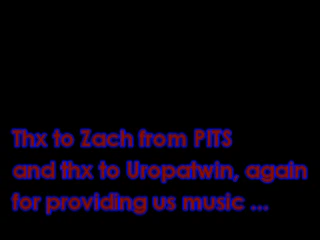 Thx to Zach from PITS
and thx to Uropatwin, again
for providing us music ...